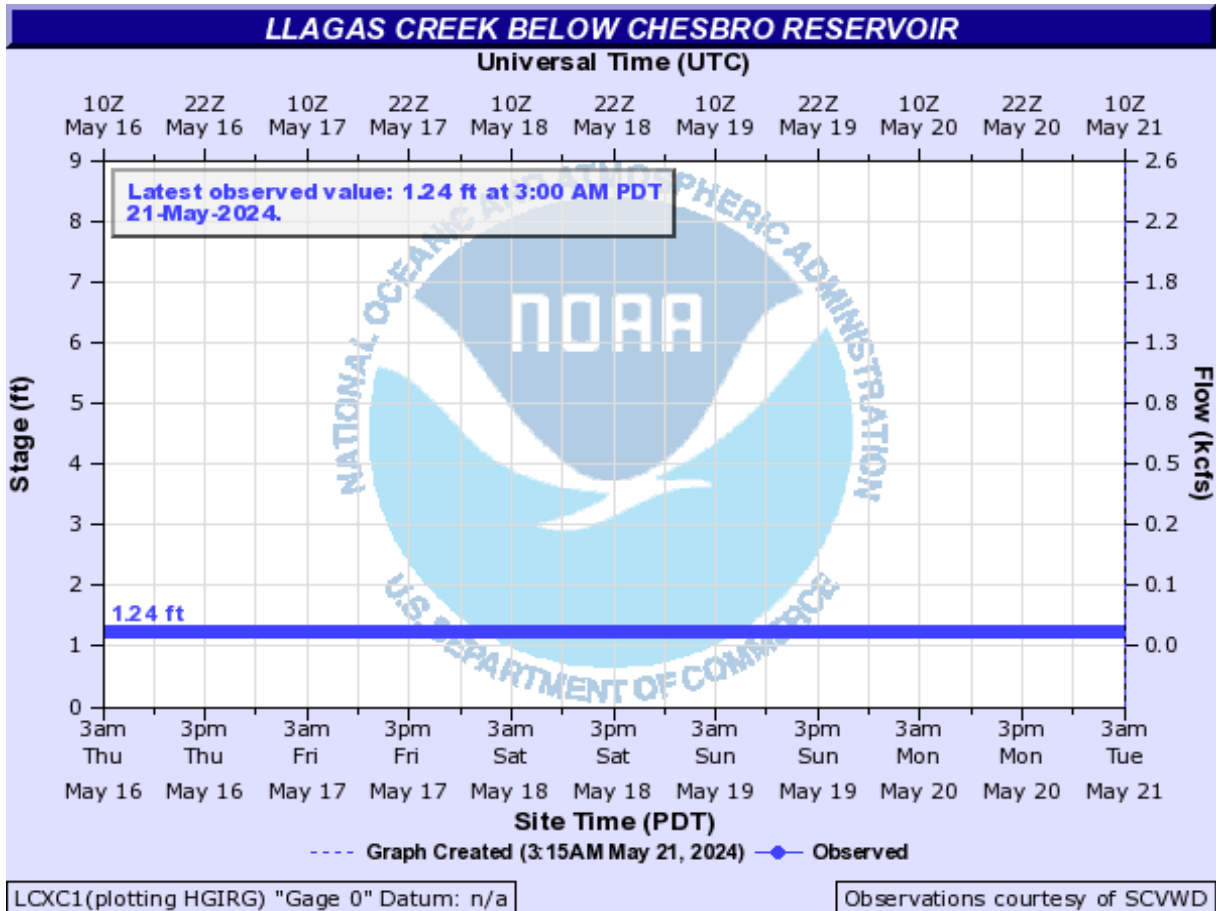 LLAGAS CREEK BELOW CHESBRO RESERVOIR
Universal Time (UTC)
10Z 22Z 10Z 22Z 10Z 22Z 10Z 22Z 10Z 22Z 10Z
May 16 May 16 May 17 May 17 May 18 May 18 May 19 May 19 May 20 May 20 May 21
Latest observed value: 1.24 ft at 3:00 AM PDT
21-May-2024.
NATIONAL OCEANIC AND ATMOSPHERIC ADMINISTRATION
NOAA
U.S. DEPARTMENT OF COMMERCE
Stage (ft)
9
8
7
6
5
4
3
2
1
0
1.24 ft
2.6
2.2
1.8
1.3
0.8
0.5
0.2
0.1
0.0
Flow (kcfs)
3am 3pm 3am 3pm 3am 3pm 3am 3pm 3am 3pm 3am
Thu Thu Fri Fri Sat Sat Sun Sun Mon Mon Tue
May 16 May 16 May 17 May 17 May 18 May 18 May 19 May 19 May 20 May 20 May 21
Site Time (PDT)
Graph Created (3:15AM May 21, 2024) Observed
LCXC1(plotting HGIRG) "Gage 0" Datum: n/a
Observations courtesy of SCVWD